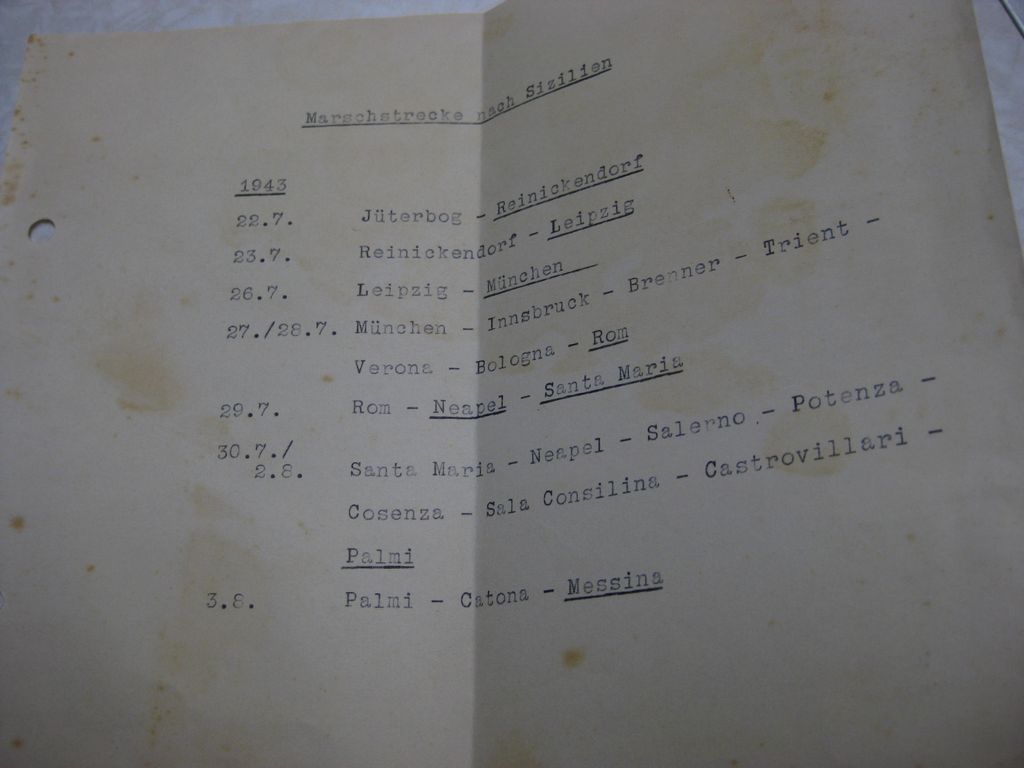 Marschstrecke nach Sizilien
1943
22.7. Jüterbog - Reinickendorf
23.7. Reinickendorf - Leipzig
26.7. Leipzig - München
27./28.7. München - Innsbruck - Brenner - Trient -
Verona - Bologna - Rom
29.7. Rom - Neapel - Santa Maria
30.7./
2.8. Santa Maria - Neapel - Salerno - Potenza -
Cosenza - Sala Consilina - Castrovillari -
Palmi
3.8. Palmi - Catona - Messina